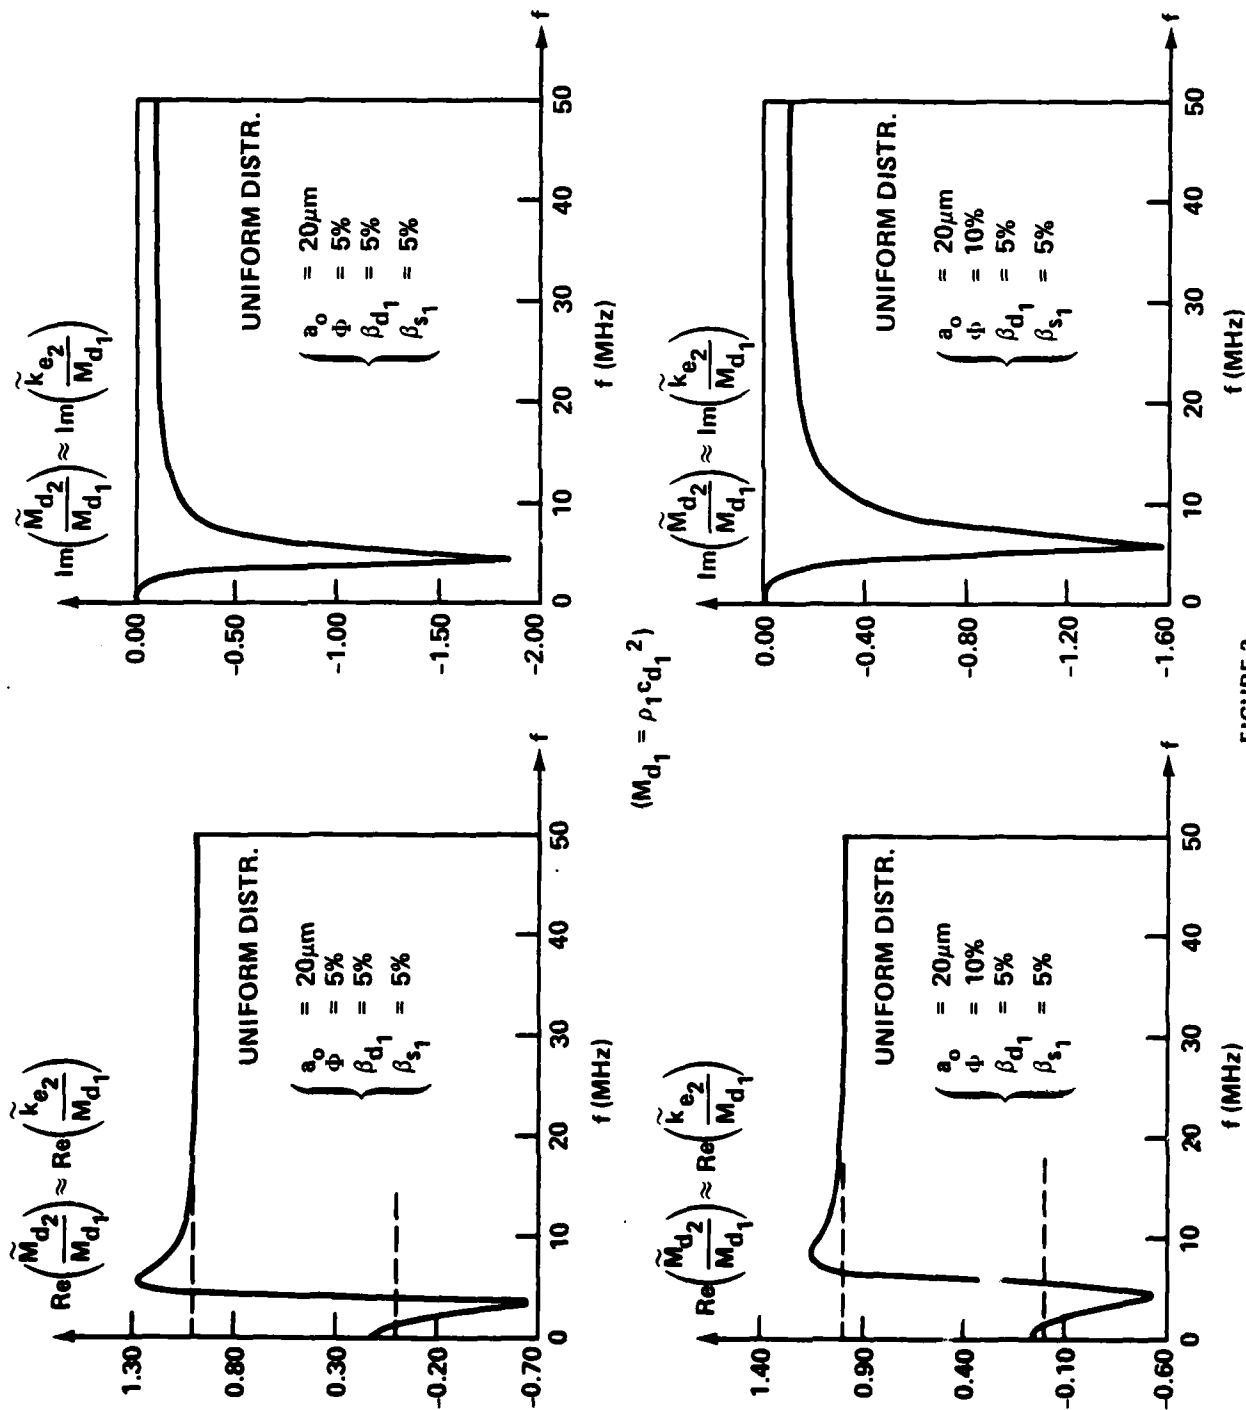 Re(M̃d2/Md1) ≈ Re(k̃e2/Md1)
1.30
0.80
0.30
-0.20
-0.70
0
10
20
30
40
50
f
f (MHz)
UNIFORM DISTR.
ao = 20μm
Φ = 5%
βd1 = 5%
βs1 = 5%
Im(M̃d2/Md1) ≈ Im(k̃e2/Md1)
0.00
-0.50
-1.00
-1.50
-2.00
0
10
20
30
40
50
f
f (MHz)
UNIFORM DISTR.
ao = 20μm
Φ = 5%
βd1 = 5%
βs1 = 5%
(Md1 = ρ1cd1²)
Re(M̃d2/Md1) ≈ Re(k̃e2/Md1)
1.40
0.90
0.40
-0.10
-0.60
0
10
20
30
40
50
f
f (MHz)
UNIFORM DISTR.
ao = 20μm
Φ = 10%
βd1 = 5%
βs1 = 5%
Im(M̃d2/Md1) ≈ Im(k̃e2/Md1)
0.00
-0.40
-0.80
-1.20
-1.60
0
10
20
30
40
50
f
f (MHz)
UNIFORM DISTR.
ao = 20μm
Φ = 10%
βd1 = 5%
βs1 = 5%
FIGURE